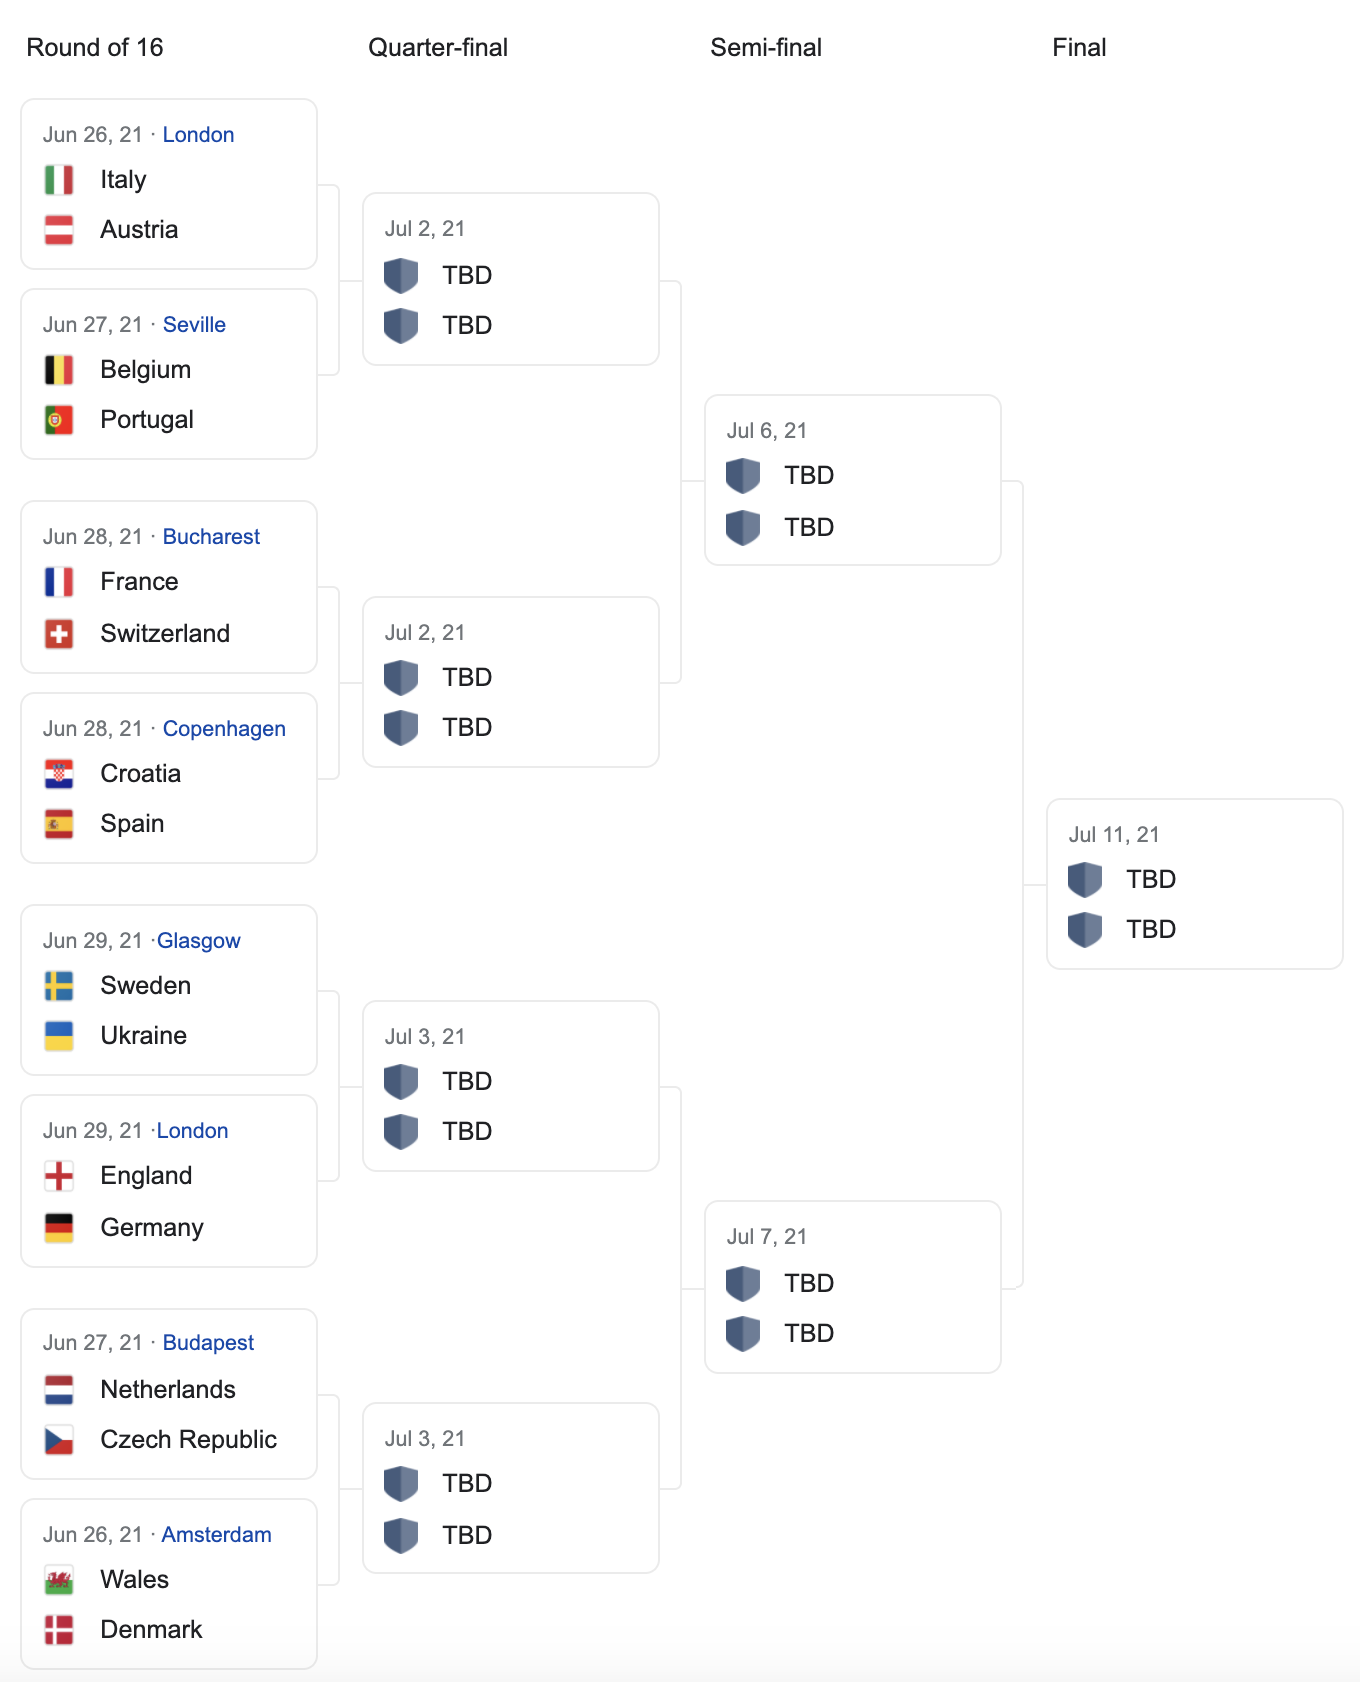 Round of 16
Quarter-final
Semi-final
Final
Jun 26, 21 · London
Italy
Austria
Jun 27, 21 · Seville
Belgium
Portugal
Jun 28, 21 · Bucharest
France
Switzerland
Jun 28, 21 · Copenhagen
Croatia
Spain
Jun 29, 21 ·Glasgow
Sweden
Ukraine
Jun 29, 21 ·London
England
Germany
Jun 27, 21 · Budapest
Netherlands
Czech Republic
Jun 26, 21 · Amsterdam
Wales
Denmark
Jul 2, 21
TBD
TBD
Jul 2, 21
TBD
TBD
Jul 3, 21
TBD
TBD
Jul 3, 21
TBD
TBD
Jul 6, 21
TBD
TBD
Jul 7, 21
TBD
TBD
Jul 11, 21
TBD
TBD